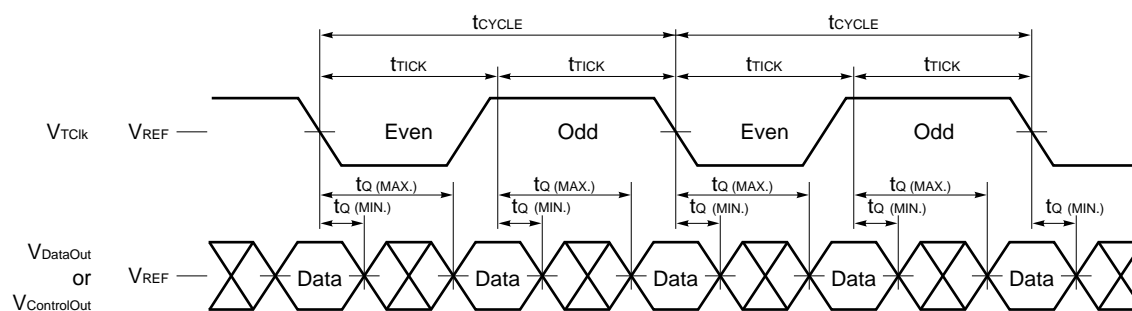 tCYCLE tCYCLE
tTICK tTICK tTICK tTICK
VTClk VREF Even Odd Even Odd
tQ (MAX.) tQ (MAX.) tQ (MAX.) tQ (MAX.)
tQ (MIN.) tQ (MIN.) tQ (MIN.) tQ (MIN.) tQ (MIN.)
VDataOut
or VREF Data Data Data Data Data
VControlOut